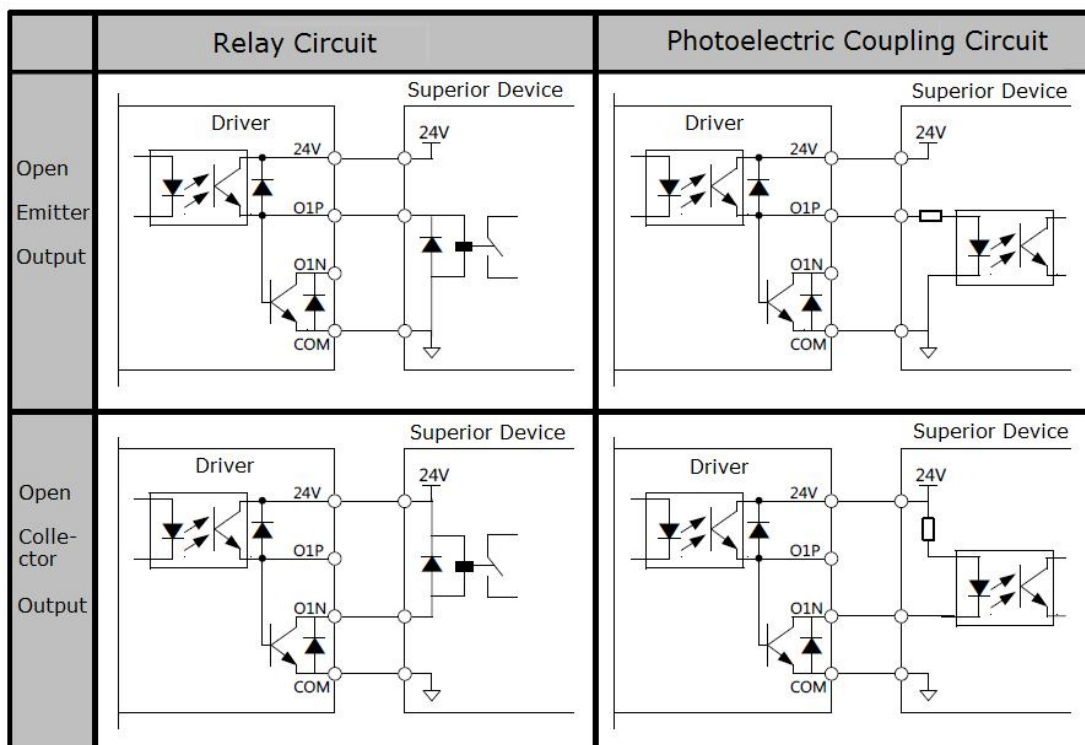 Relay Circuit
Photoelectric Coupling Circuit
Open
Emitter
Output
Superior Device
Driver
24V
24V
O1P
O1N
COM
Superior Device
Driver
24V
24V
O1P
O1N
COM
Open
Colle-
ctor
Output
Superior Device
Driver
24V
24V
O1P
O1N
COM
Superior Device
Driver
24V
24V
O1P
O1N
COM